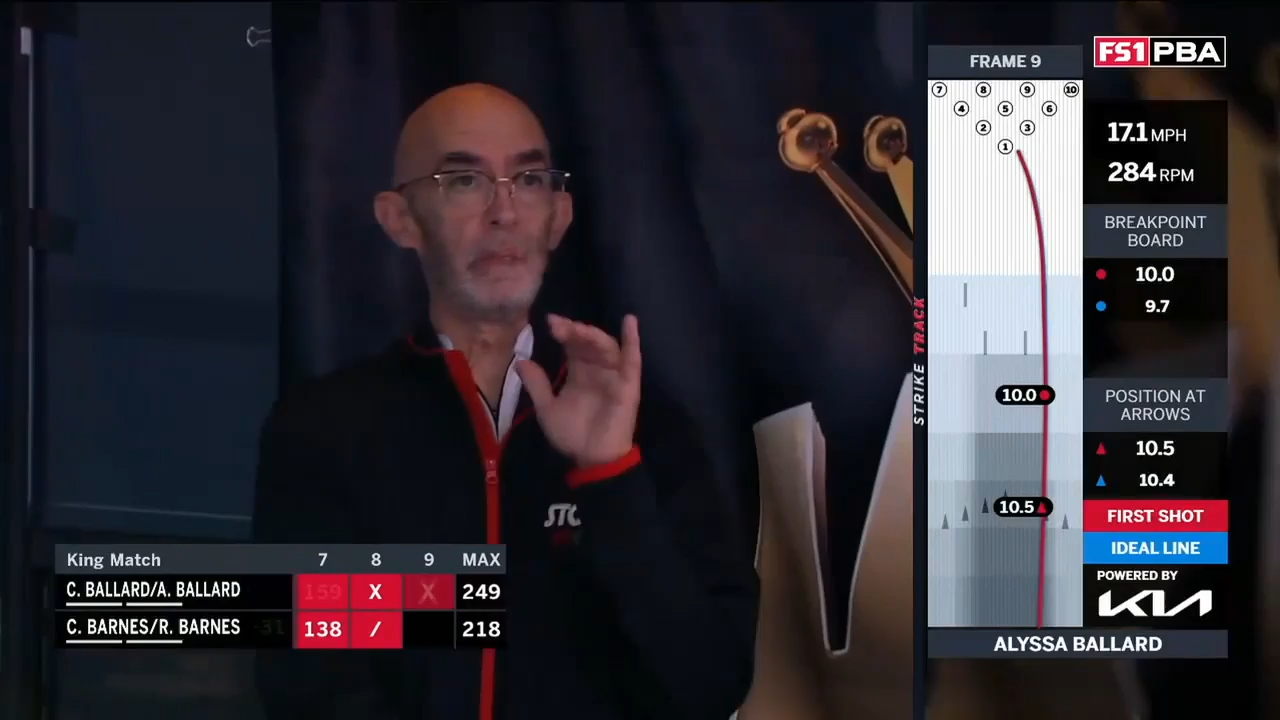 FS1 PBA
FRAME 9
7 8 9 10
4 5 6
2 3
1
17.1 MPH
284 RPM
BREAKPOINT
BOARD
10.0
9.7
STRIKE TRACK
10.0
POSITION AT
ARROWS
10.5
10.4
10.5
FIRST SHOT
IDEAL LINE
POWERED BY
KIA
ALYSSA BALLARD
STC
King Match 7 8 9 MAX
C. BALLARD/A. BALLARD 159 X X 249
C. BARNES/R. BARNES -31 138 / 218